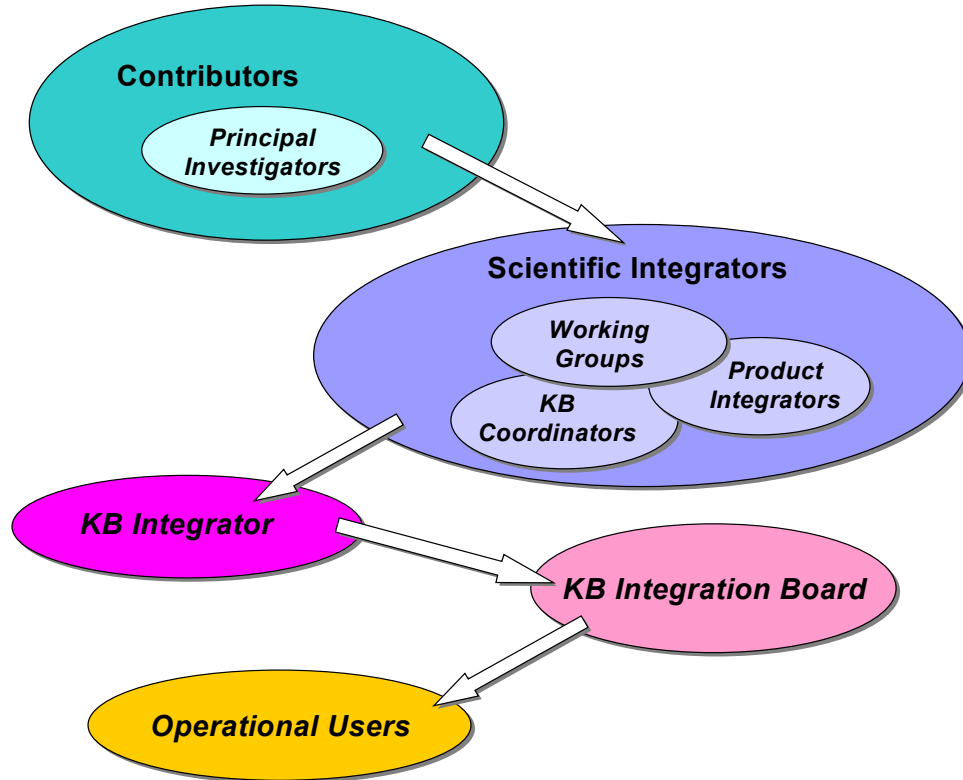 Contributors
Principal
Investigators
Scientific Integrators
Working
Groups
Product
Integrators
KB
Coordinators
KB Integrator
KB Integration Board
Operational Users